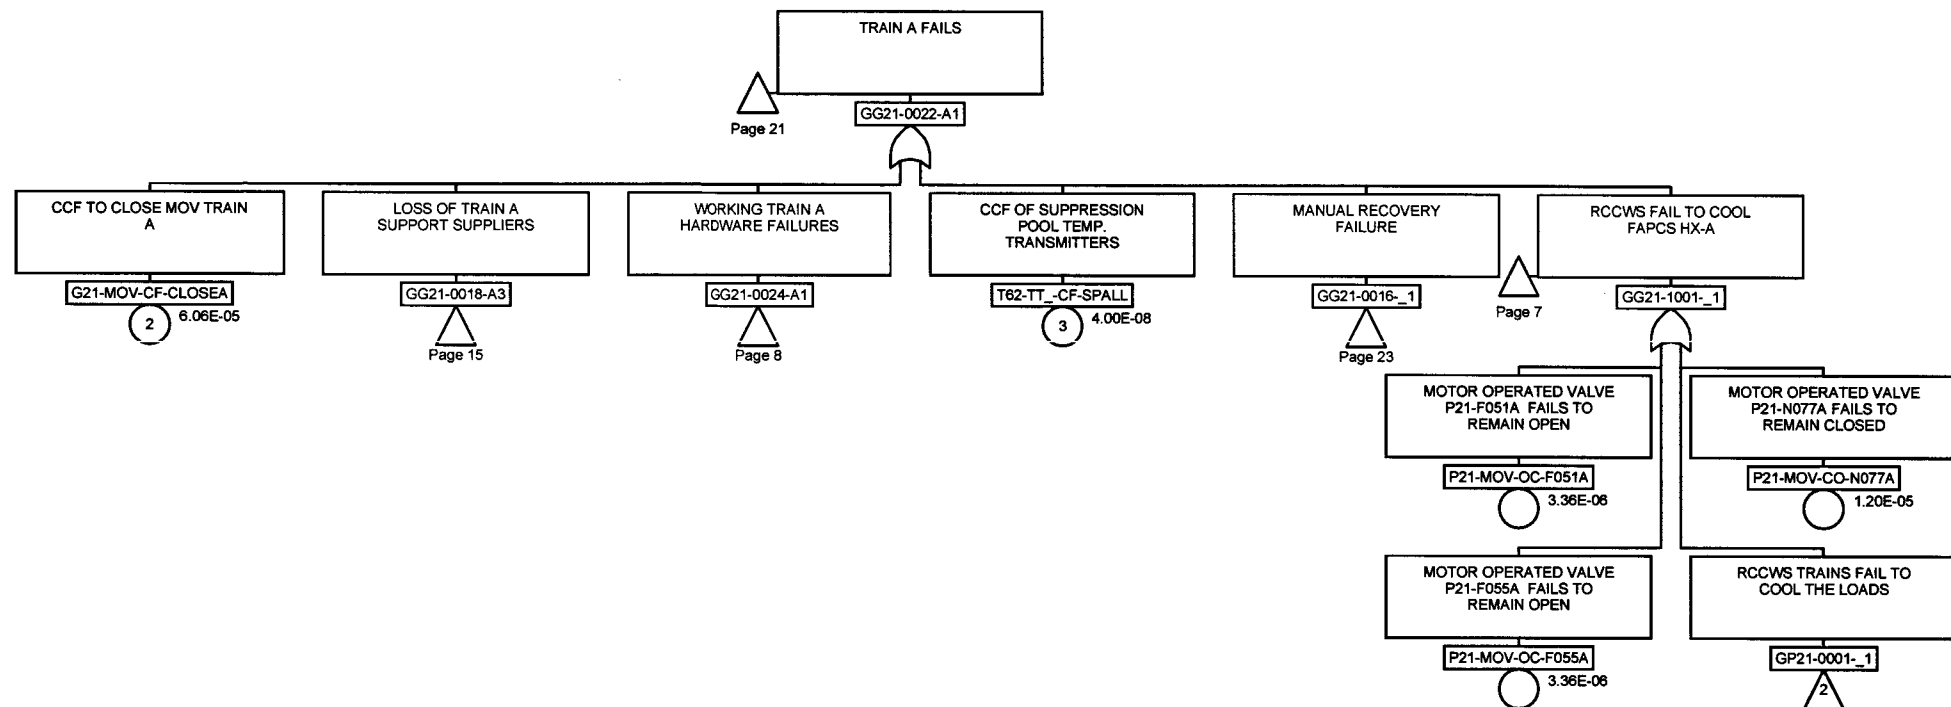 TRAIN A FAILS
Page 21
GG21-0022-A1
CCF TO CLOSE MOV TRAIN
A
G21-MOV-CF-CLOSEA
2
6.06E-05
LOSS OF TRAIN A
SUPPORT SUPPLIERS
GG21-0018-A3
Page 15
WORKING TRAIN A
HARDWARE FAILURES
GG21-0024-A1
Page 8
CCF OF SUPPRESSION
POOL TEMP.
TRANSMITTERS
T62-TT_-CF-SPALL
3
4.00E-08
MANUAL RECOVERY
FAILURE
GG21-0016-_1
Page 23
RCCWS FAIL TO COOL
FAPCS HX-A
Page 7
GG21-1001-_1
MOTOR OPERATED VALVE
P21-F051A FAILS TO
REMAIN OPEN
P21-MOV-OC-F051A
3.36E-06
MOTOR OPERATED VALVE
P21-N077A FAILS TO
REMAIN CLOSED
P21-MOV-CO-N077A
1.20E-05
MOTOR OPERATED VALVE
P21-F055A FAILS TO
REMAIN OPEN
P21-MOV-OC-F055A
3.36E-06
RCCWS TRAINS FAIL TO
COOL THE LOADS
GP21-0001-_1
2